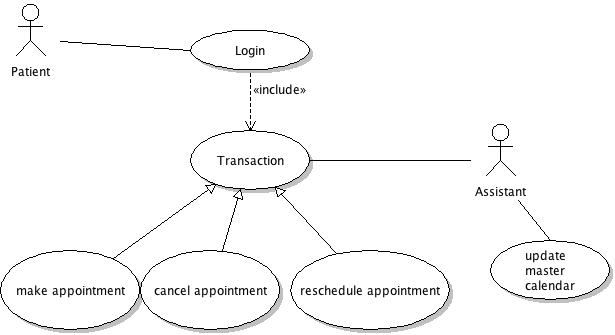 Login
Patient
«include»
Transaction
Assistant
make appointment
cancel appointment
reschedule appointment
update
master
calendar